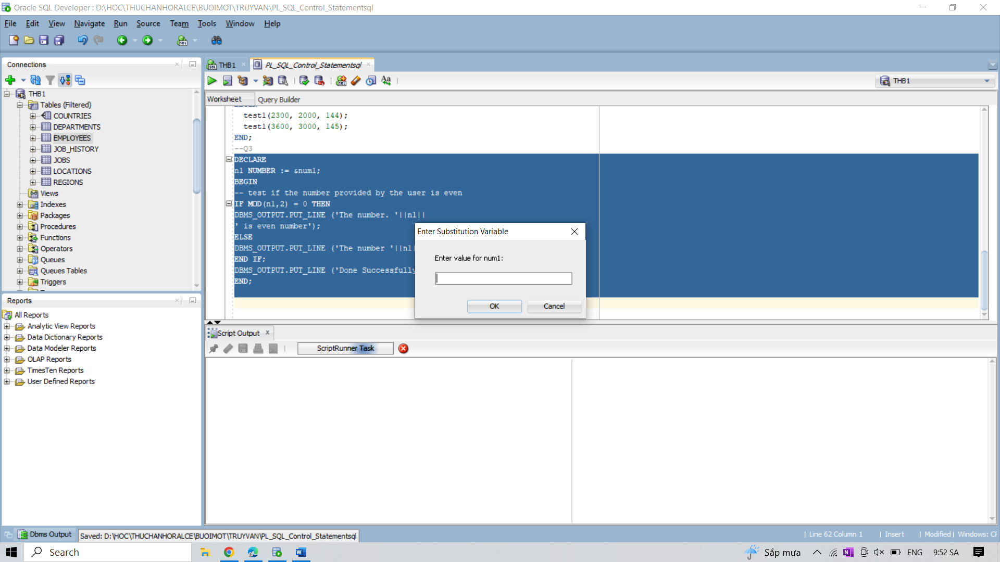 Oracle SQL Developer : D:\HOC\THUCHANHORALCE\BUOIMOT\TRUYVAN\PL_SQL_Control_Statementsql
File Edit View Navigate Run Source Team Tools Window Help
Connections
THB1
Tables (Filtered)
COUNTRIES
DEPARTMENTS
EMPLOYEES
JOB_HISTORY
JOBS
LOCATIONS
REGIONS
Views
Indexes
Packages
Procedures
Functions
Operators
Queues
Queues Tables
Triggers
Reports
All Reports
Analytic View Reports
Data Dictionary Reports
Data Modeler Reports
OLAP Reports
TimesTen Reports
User Defined Reports
THB1 PL_SQL_Control_Statementsql
SQL Aa THB1
Worksheet Query Builder
test1(2300, 2000, 144);
test1(3600, 3000, 145);
END;
--Q3
DECLARE
n1 NUMBER := &num1;
BEGIN
-- test if the number provided by the user is even
IF MOD(n1,2) = 0 THEN
DBMS_OUTPUT.PUT_LINE ('The number. '||n1||
' is even number');
ELSE
DBMS_OUTPUT.PUT_LINE ('The number '||n1
END IF;
DBMS_OUTPUT.PUT_LINE ('Done Successfully
END;
Enter Substitution Variable
Enter value for num1:
OK Cancel
Script Output
ScriptRunner Task
Dbms Output Saved: D:\HOC\THUCHANHORALCE\BUOIMOT\TRUYVAN\PL_SQL_Control_Statementsql
| Line 62 Column 1 | Insert | Modified | Windows:
Search Sắp mưa ENG 9:52 SA